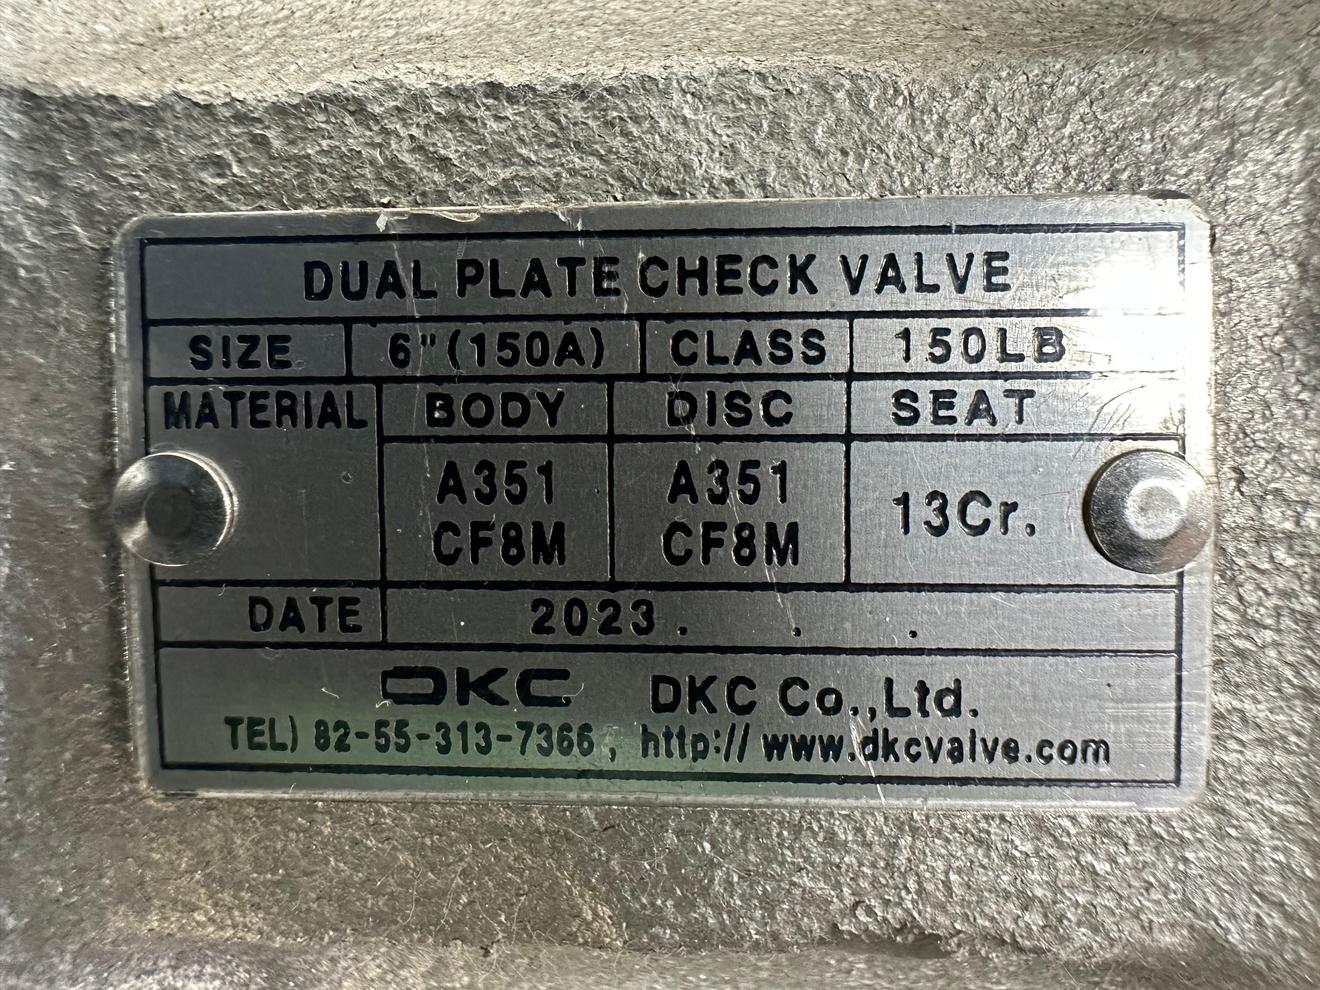 DUAL PLATE CHECK VALVE
SIZE 6"(150A) CLASS 150LB
MATERIAL BODY DISC SEAT
A351 A351
CF8M CF8M 13Cr.
DATE 2023. . .
DKC DKC Co.,Ltd.
TEL) 82-55-313-7366, http://www.dkcvalve.com